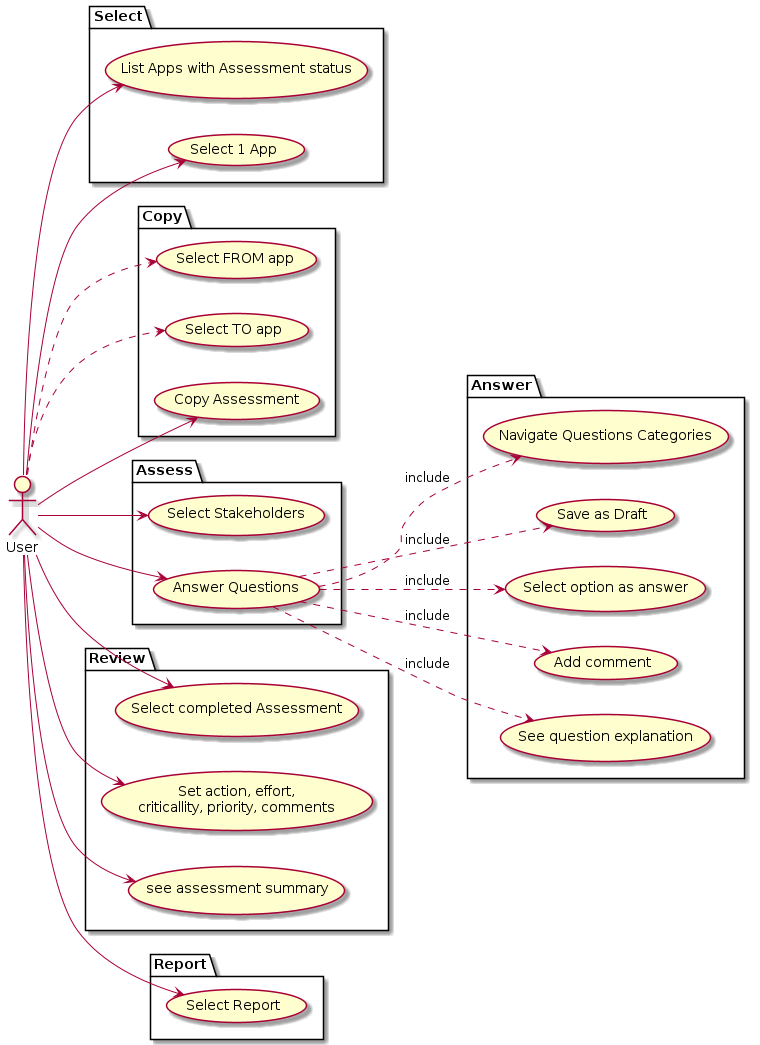 Select
List Apps with Assessment status
Select 1 App
Copy
Select FROM app
Select TO app
Copy Assessment
User
Assess
Select Stakeholders
Answer Questions
include
include
include
include
include
Answer
Navigate Questions Categories
Save as Draft
Select option as answer
Add comment
See question explanation
Review
Select completed Assessment
Set action, effort,
criticallity, priority, comments
see assessment summary
Report
Select Report